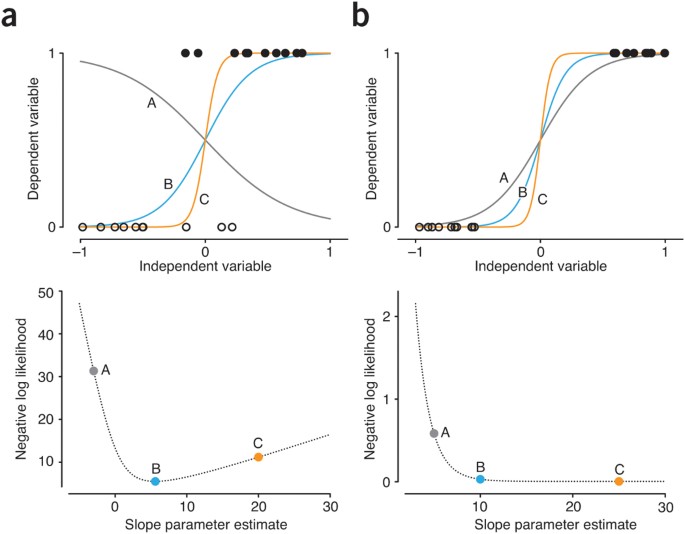 a
b
1
Dependent variable
0
A
B
C
−1
0
1
Independent variable
1
Dependent variable
0
A
B
C
−1
0
1
Independent variable
50
40
30
20
10
Negative log likelihood
A
B
C
0
10
20
30
Slope parameter estimate
2
1
0
Negative log likelihood
A
B
C
0
10
20
30
Slope parameter estimate